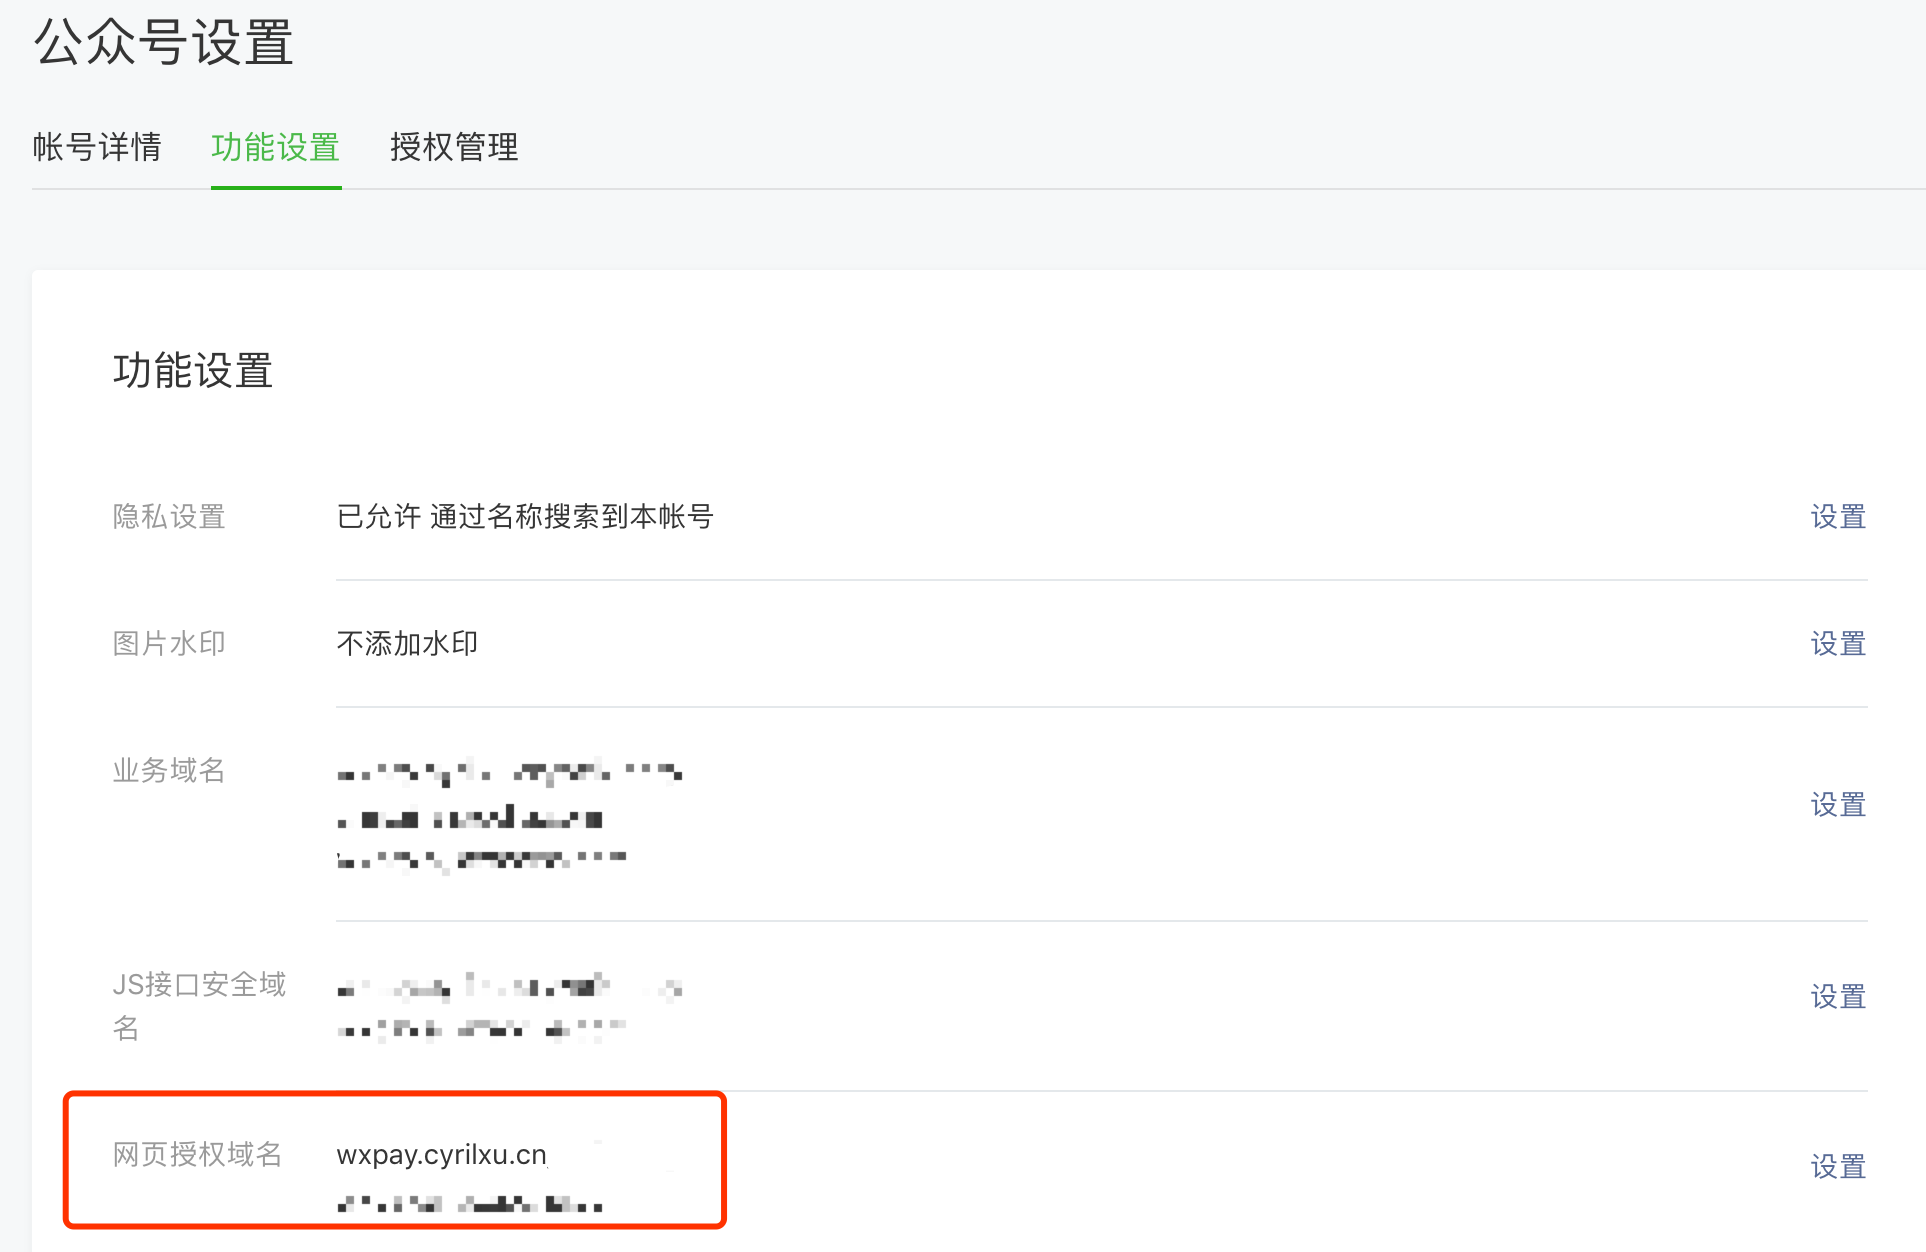 公众号设置
帐号详情 功能设置 授权管理
功能设置
隐私设置 已允许 通过名称搜索到本帐号 设置
图片水印 不添加水印 设置
业务域名 设置
JS接口安全域
名 设置
网页授权域名 wxpay.cyrilxu.cn 设置